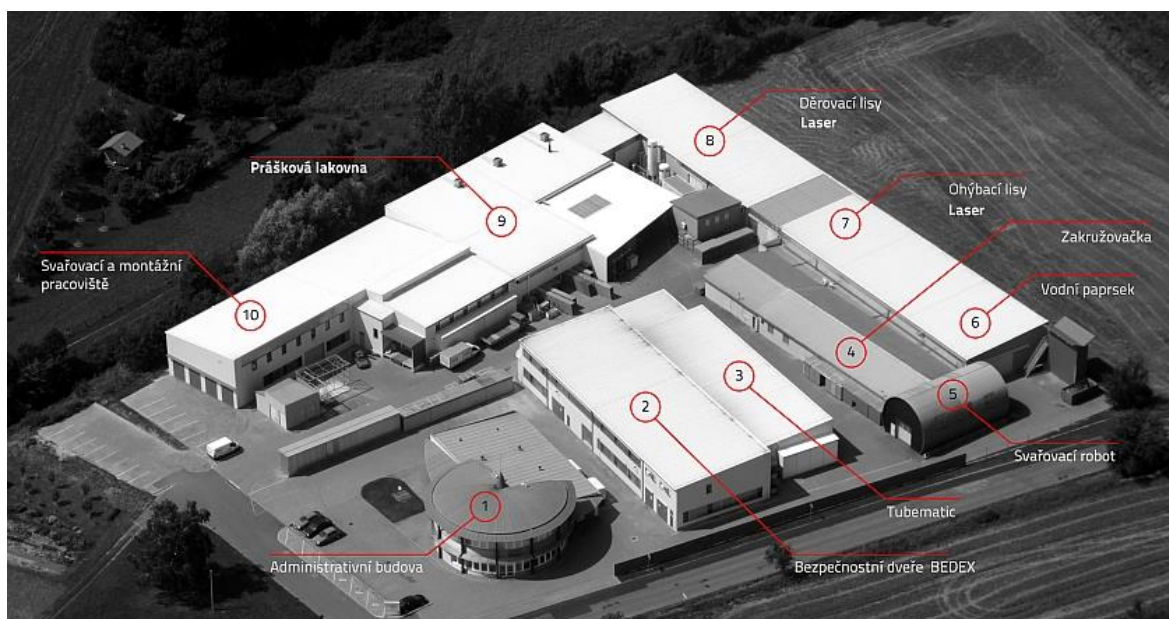 Děrovací lisy
Laser
8
Prášková lakovna
Ohýbací lisy
Laser
9
7
Zakružovačka
Svařovací a montážní
pracoviště
Vodní paprsek
10
6
4
3
5
2
Svařovací robot
1
Tubematic
Administrativní budova
Bezpečnostní dveře BEDEX